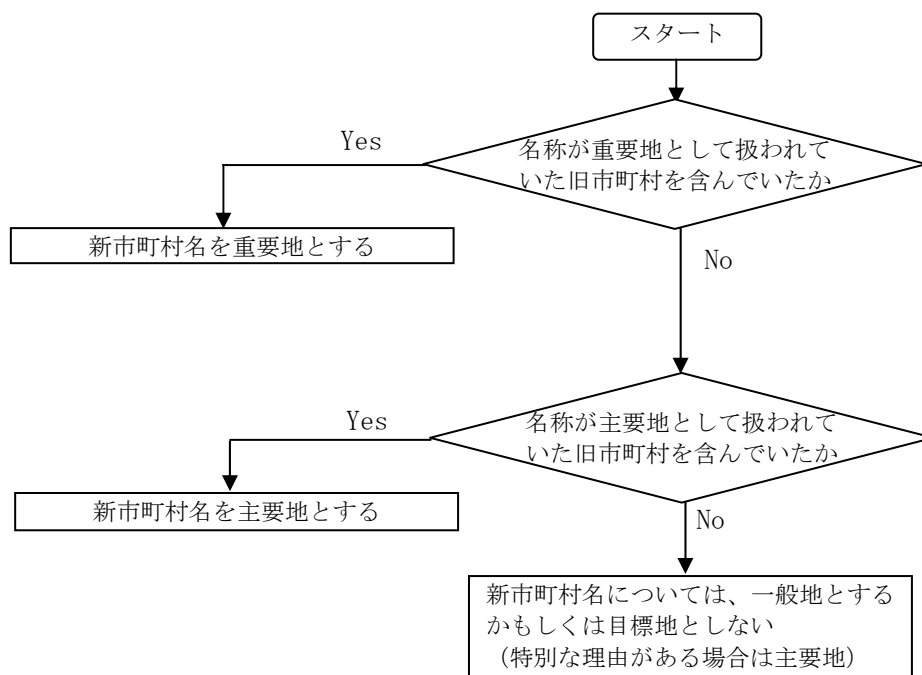 スタート
名称が重要地として扱われて
いた旧市町村を含んでいたか
Yes
新市町村名を重要地とする
No
名称が主要地として扱われて
いた旧市町村を含んでいたか
Yes
新市町村名を主要地とする
No
新市町村名については、一般地とする
かもしくは目標地としない
（特別な理由がある場合は主要地）